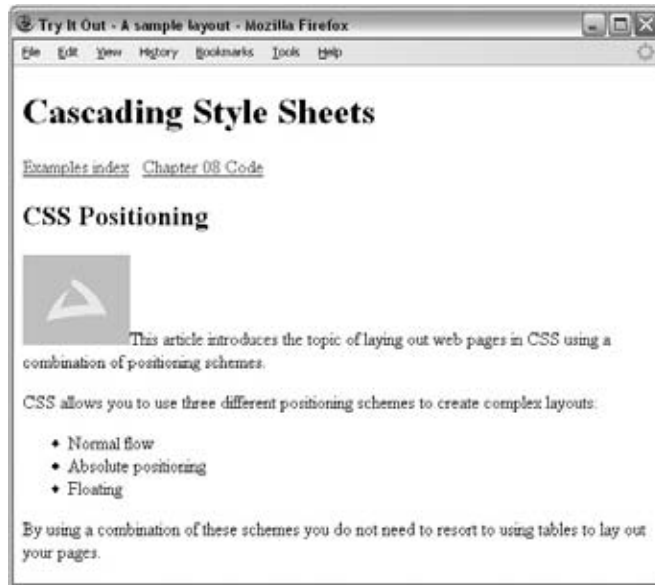 Try It Out - A sample layout - Mozilla Firefox
File Edit View History Bookmarks Tools Help
Cascading Style Sheets
Examples index Chapter 08 Code
CSS Positioning
This article introduces the topic of laying out web pages in CSS using a
combination of positioning schemes.
CSS allows you to use three different positioning schemes to create complex layouts:
Normal flow
Absolute positioning
Floating
By using a combination of these schemes you do not need to resort to using tables to lay out
your pages.